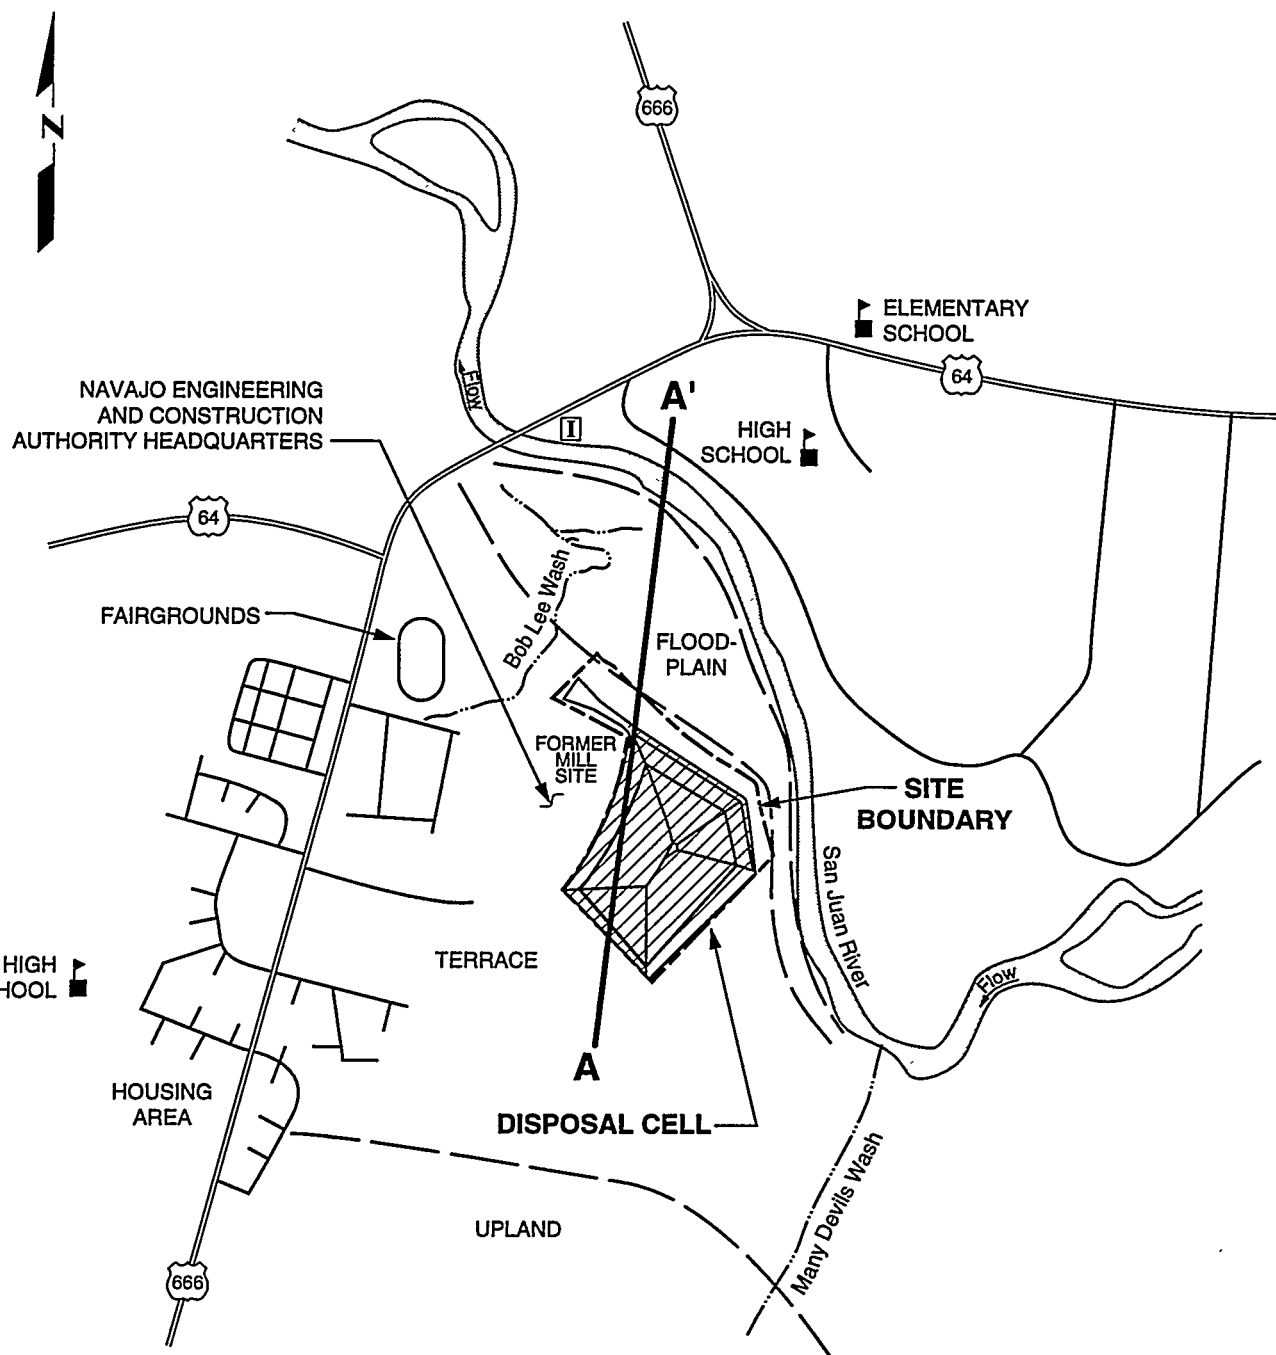 N
666
ELEMENTARY
SCHOOL
64
Flow
NAVAJO ENGINEERING
AND CONSTRUCTION
AUTHORITY HEADQUARTERS
A'
I
HIGH
SCHOOL
64
Bob Lee Wash
FAIRGROUNDS
FLOOD-
PLAIN
FORMER
MILL
SITE
SITE
BOUNDARY
San Juan River
TERRACE
HIGH
HOOL
Flow
A
HOUSING
AREA
DISPOSAL CELL
Many Devils Wash
UPLAND
666